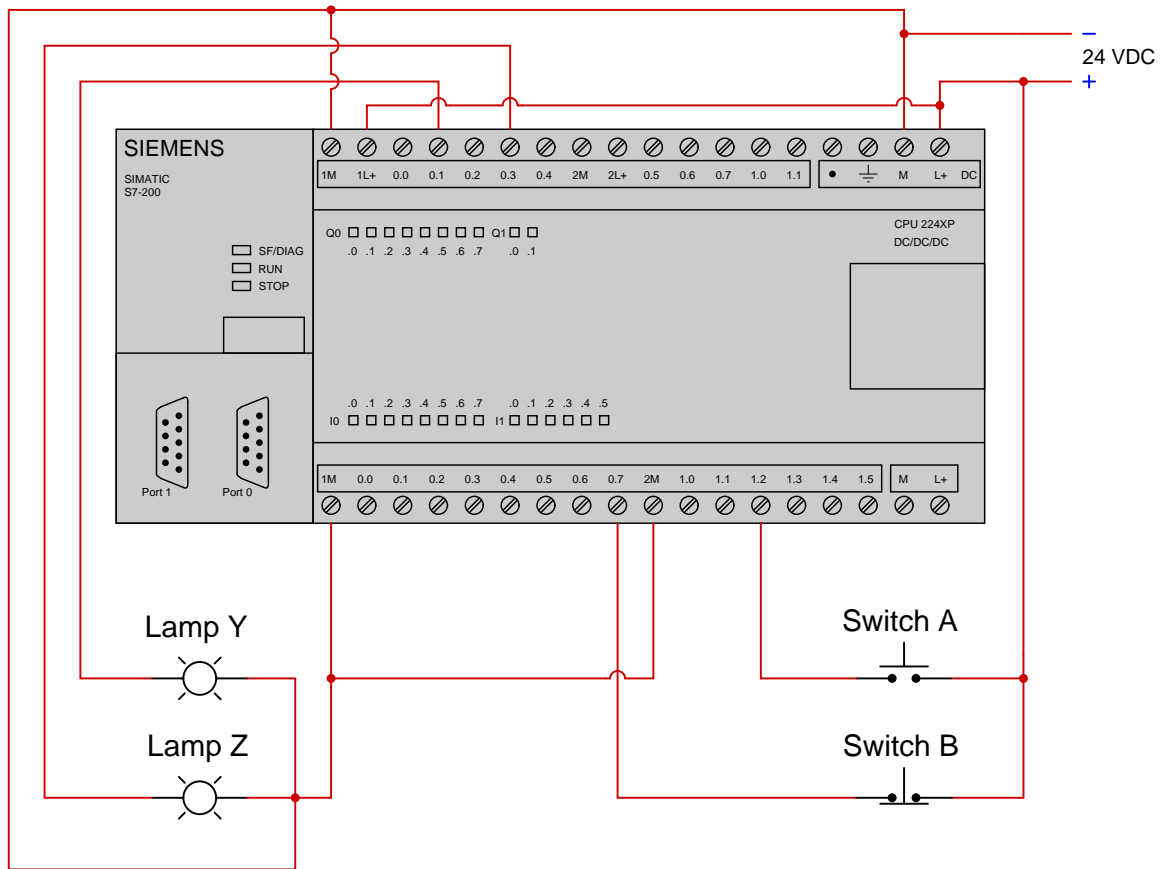 −
24 VDC
+
SIEMENS
SIMATIC
S7-200
1M 1L+ 0.0 0.1 0.2 0.3 0.4 2M 2L+ 0.5 0.6 0.7 1.0 1.1 M L+ DC
CPU 224XP
DC/DC/DC
Q0 Q1
.0 .1 .2 .3 .4 .5 .6 .7 .0 .1
SF/DIAG
RUN
STOP
.0 .1 .2 .3 .4 .5 .6 .7 .0 .1 .2 .3 .4 .5
I0 I1
Port 1 Port 0
1M 0.0 0.1 0.2 0.3 0.4 0.5 0.6 0.7 2M 1.0 1.1 1.2 1.3 1.4 1.5 M L+
Lamp Y
Switch A
Lamp Z
Switch B